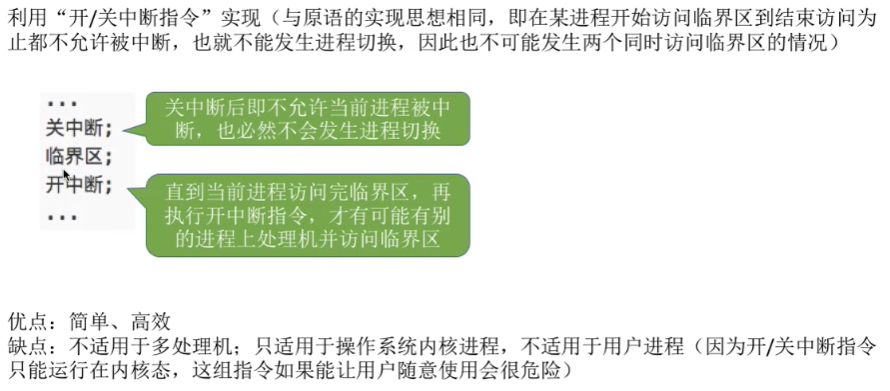 利用“开/关中断指令”实现（与原语的实现思想相同，即在某进程开始访问临界区到结束访问为
止都不允许被中断，也就不能发生进程切换，因此也不可能发生两个同时访问临界区的情况）
...
关中断;
临界区;
开中断;
...
关中断后即不允许当前进程被中
断，也必然不会发生进程切换
直到当前进程访问完临界区，再
执行开中断指令，才有可能有别
的进程上处理机并访问临界区
优点：简单、高效
缺点：不适用于多处理机；只适用于操作系统内核进程，不适用于用户进程（因为开/关中断指令
只能运行在内核态，这组指令如果能让用户随意使用会很危险）